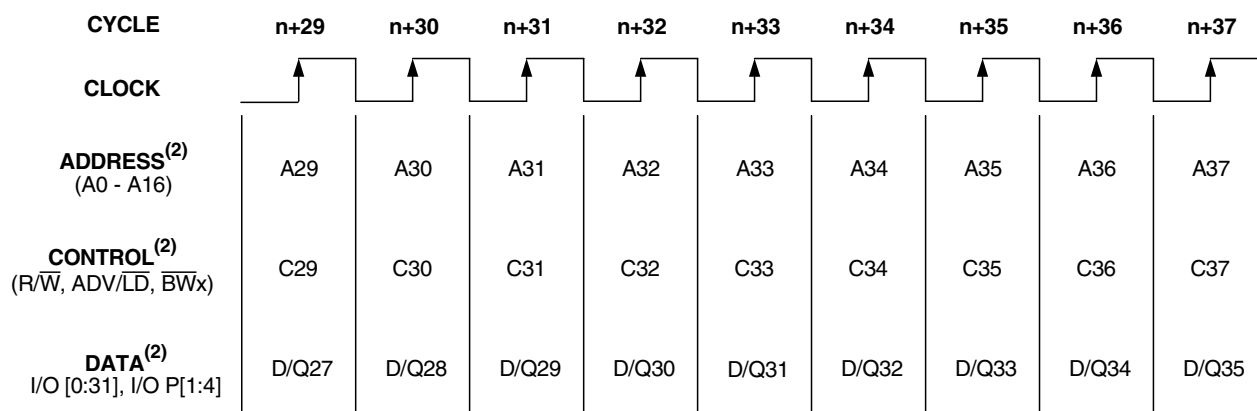 CYCLE n+29 n+30 n+31 n+32 n+33 n+34 n+35 n+36 n+37
CLOCK
ADDRESS(2)
(A0 - A16) A29 A30 A31 A32 A33 A34 A35 A36 A37
CONTROL(2)
(R/W̅, ADV/L̅D̅, B̅W̅x) C29 C30 C31 C32 C33 C34 C35 C36 C37
DATA(2)
I/O [0:31], I/O P[1:4] D/Q27 D/Q28 D/Q29 D/Q30 D/Q31 D/Q32 D/Q33 D/Q34 D/Q35